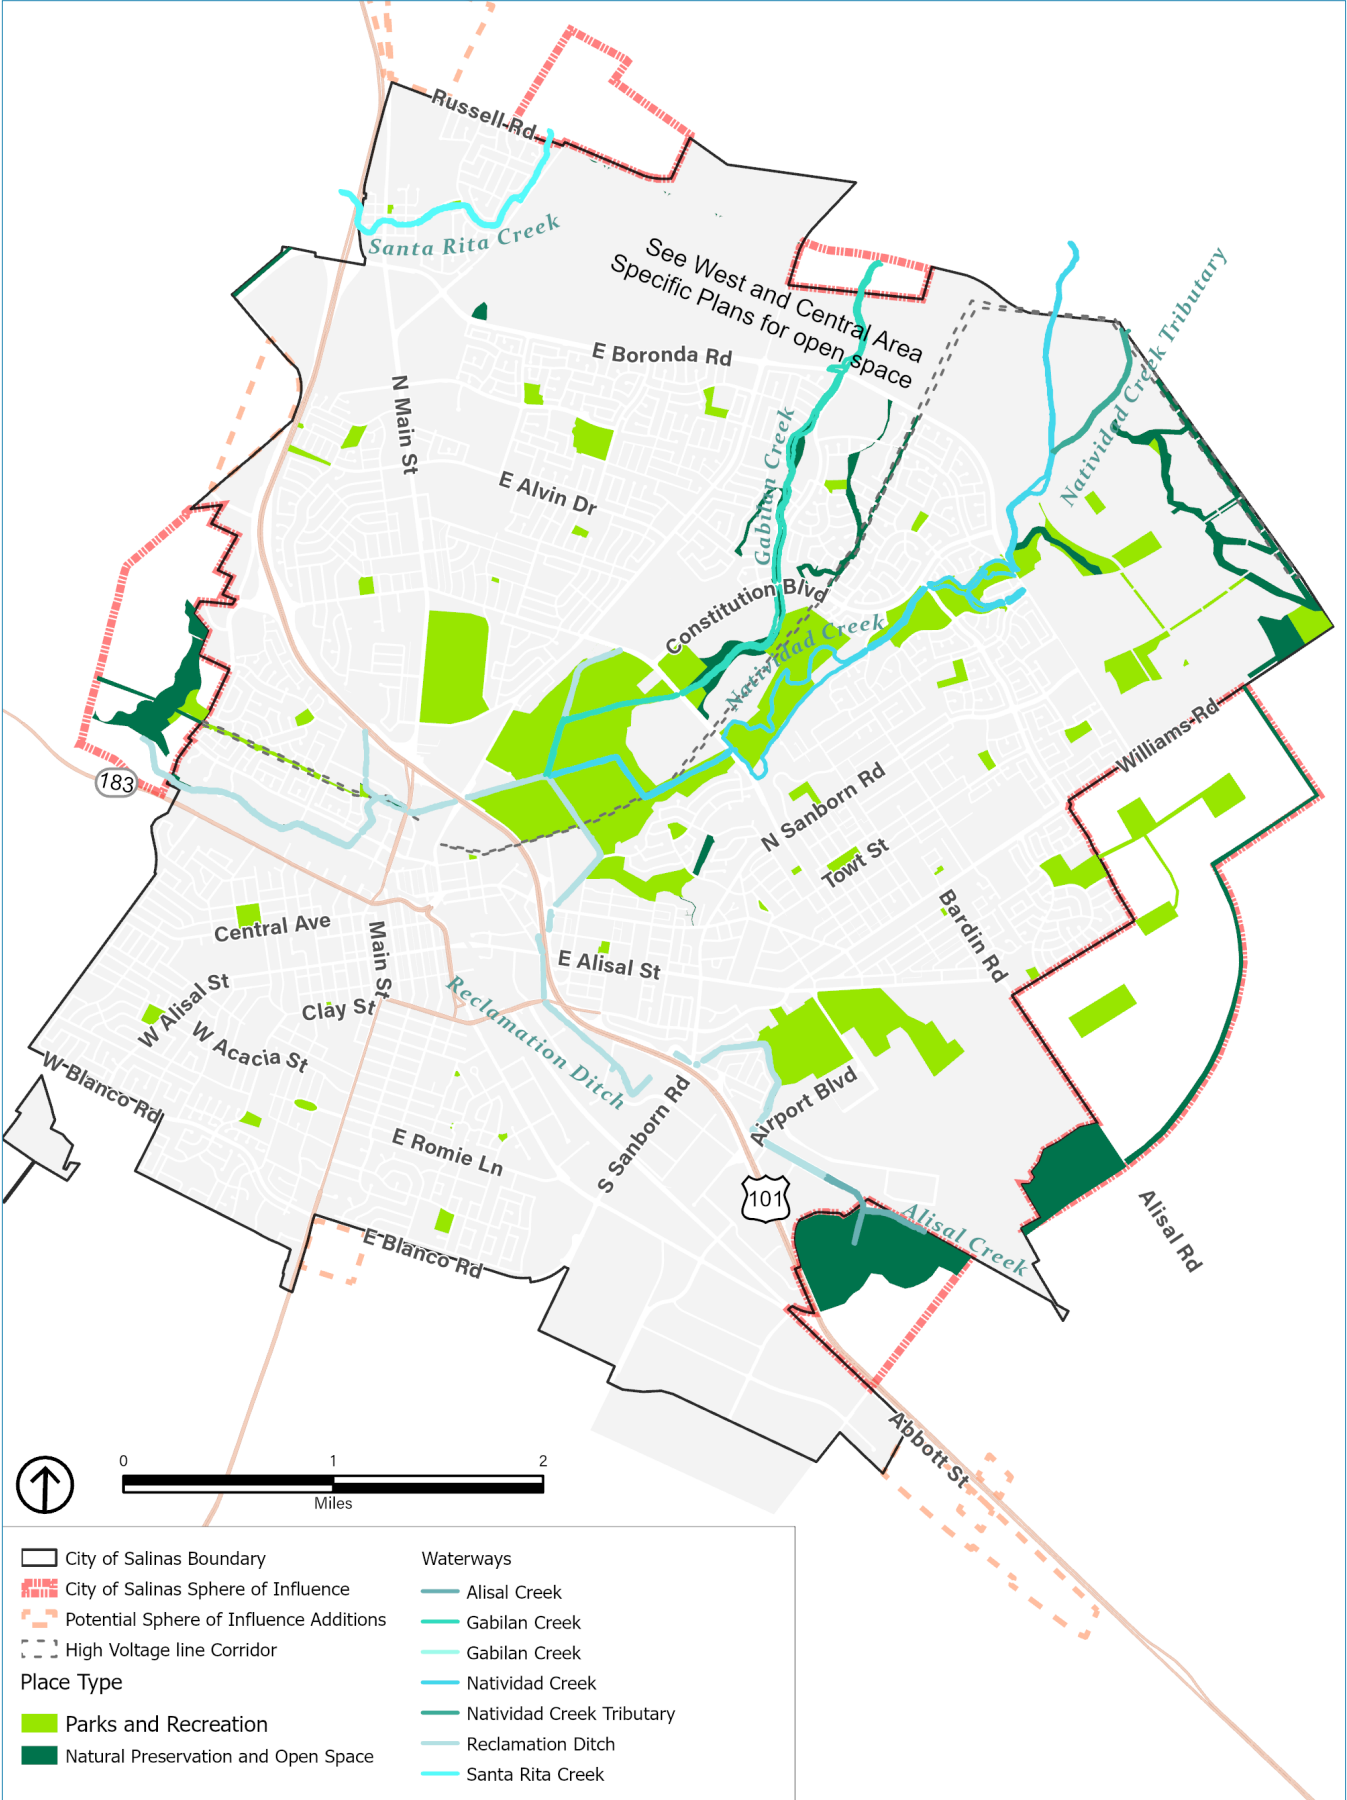 Russell Rd
Santa Rita Creek
See West and Central Area
Specific Plans for open space
Natividad Creek Tributary
E Boronda Rd
N Main St
Gabilan Creek
E Alvin Dr
Constitution Blvd
Natividad Creek
Williams Rd
183
N Sanborn Rd
Towt St
Bardin Rd
Central Ave
Main St
E Alisal St
W Alisal St
Clay St
Reclamation Ditch
W Acacia St
W Blanco Rd
Airport Blvd
E Romie Ln
S Sanborn Rd
101
Alisal Creek
Alisal Rd
E Blanco Rd
Abbott St
0 1 2
Miles
City of Salinas Boundary
City of Salinas Sphere of Influence
Potential Sphere of Influence Additions
High Voltage line Corridor
Place Type
Parks and Recreation
Natural Preservation and Open Space
Waterways
Alisal Creek
Gabilan Creek
Gabilan Creek
Natividad Creek
Natividad Creek Tributary
Reclamation Ditch
Santa Rita Creek